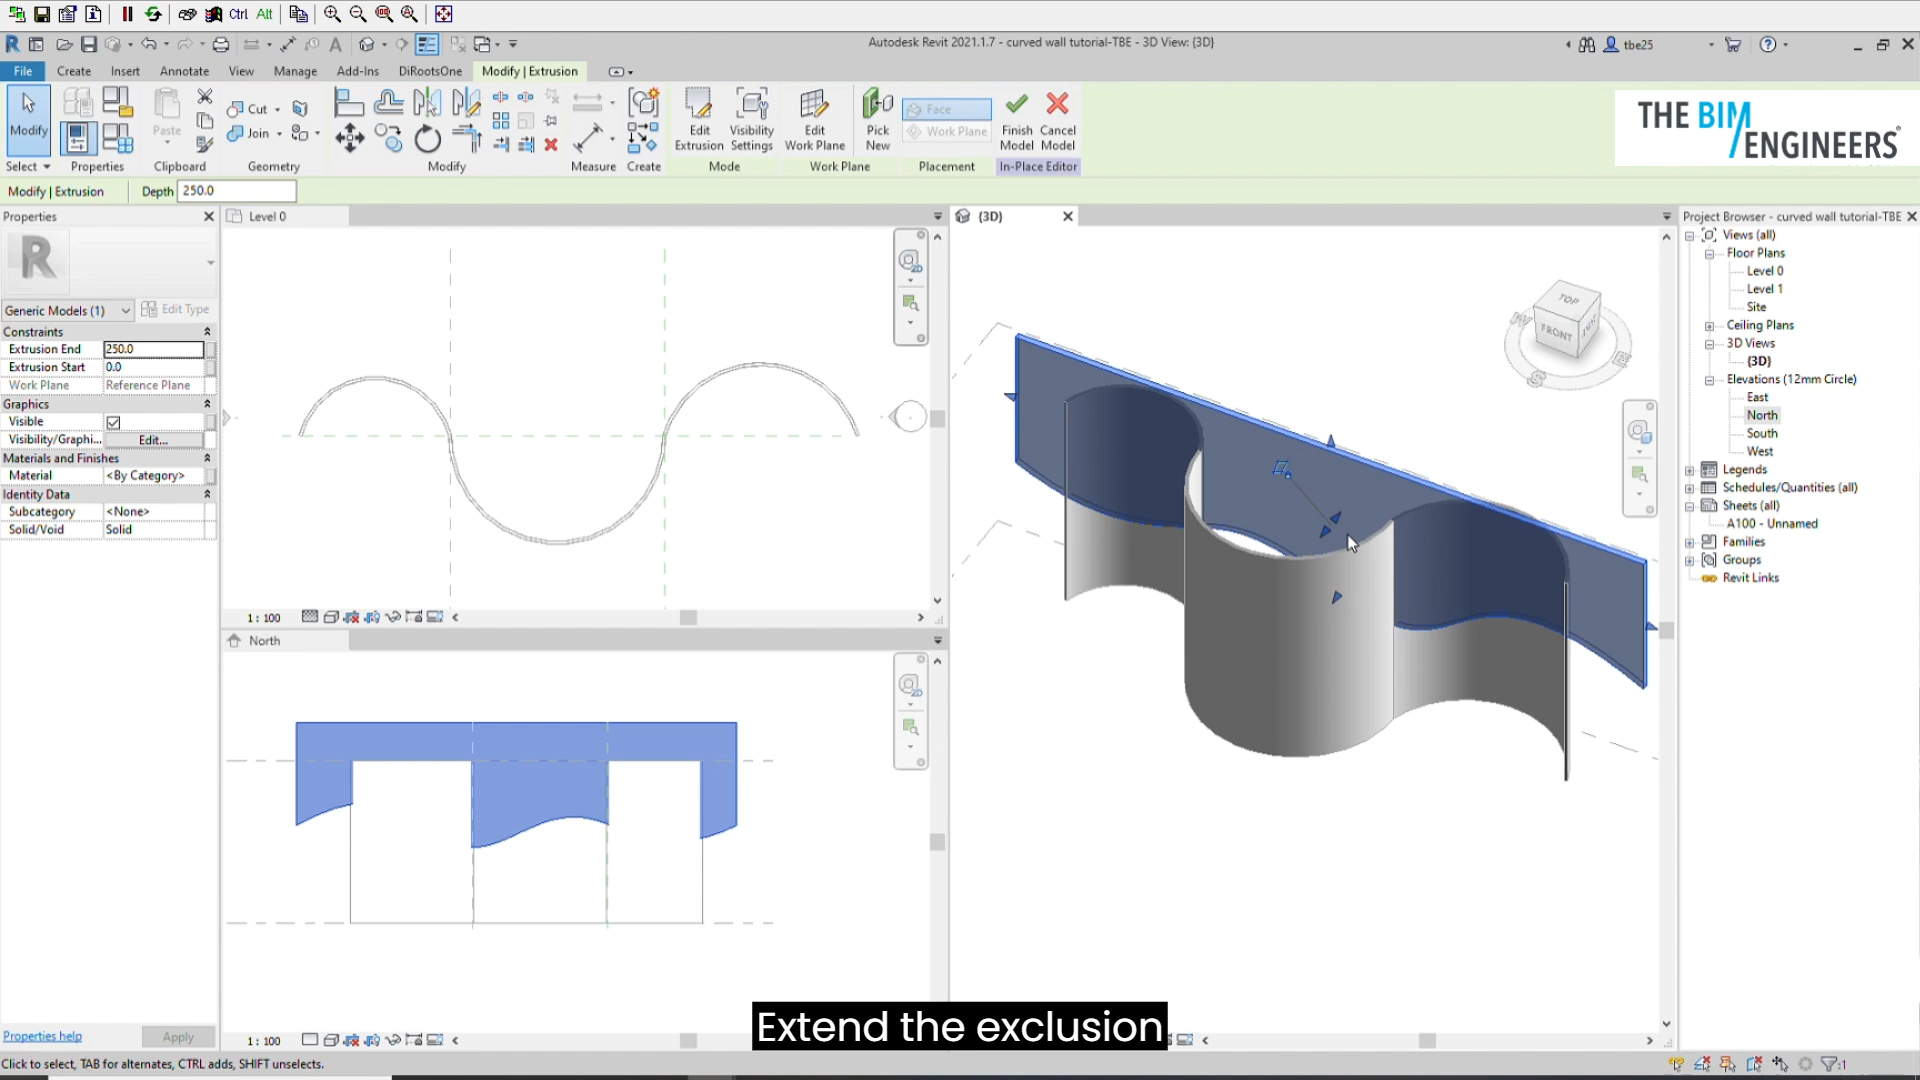 Ctrl Alt
Autodesk Revit 2021.1.7 - curved wall tutorial-TBE - 3D View: {3D}
tbe25
File Create Insert Annotate View Manage Add-Ins DiRootsOne Modify | Extrusion
Modify
Paste
Cut
Join
Edit Extrusion
Visibility Settings
Edit Work Plane
Pick New
Face
Work Plane
Finish Model
Cancel Model
Select Properties Clipboard Geometry Modify Measure Create Mode Work Plane Placement In-Place Editor
THE BIM
ENGINEERS
Modify | Extrusion Depth 250.0
Properties
Generic Models (1) Edit Type
Constraints
Extrusion End 250.0
Extrusion Start 0.0
Work Plane Reference Plane
Graphics
Visible
Visibility/Graphi... Edit...
Materials and Finishes
Material <By Category>
Identity Data
Subcategory <None>
Solid/Void Solid
Properties help Apply
Level 0
2D
1 : 100
North
2D
1 : 100
{3D}
TOP
FRONT
W
S
E
Project Browser - curved wall tutorial-TBE
Views (all)
Floor Plans
Level 0
Level 1
Site
Ceiling Plans
3D Views
{3D}
Elevations (12mm Circle)
East
North
South
West
Legends
Schedules/Quantities (all)
Sheets (all)
A100 - Unnamed
Families
Groups
Revit Links
Extend the exclusion
Click to select, TAB for alternates, CTRL adds, SHIFT unselects.
:1